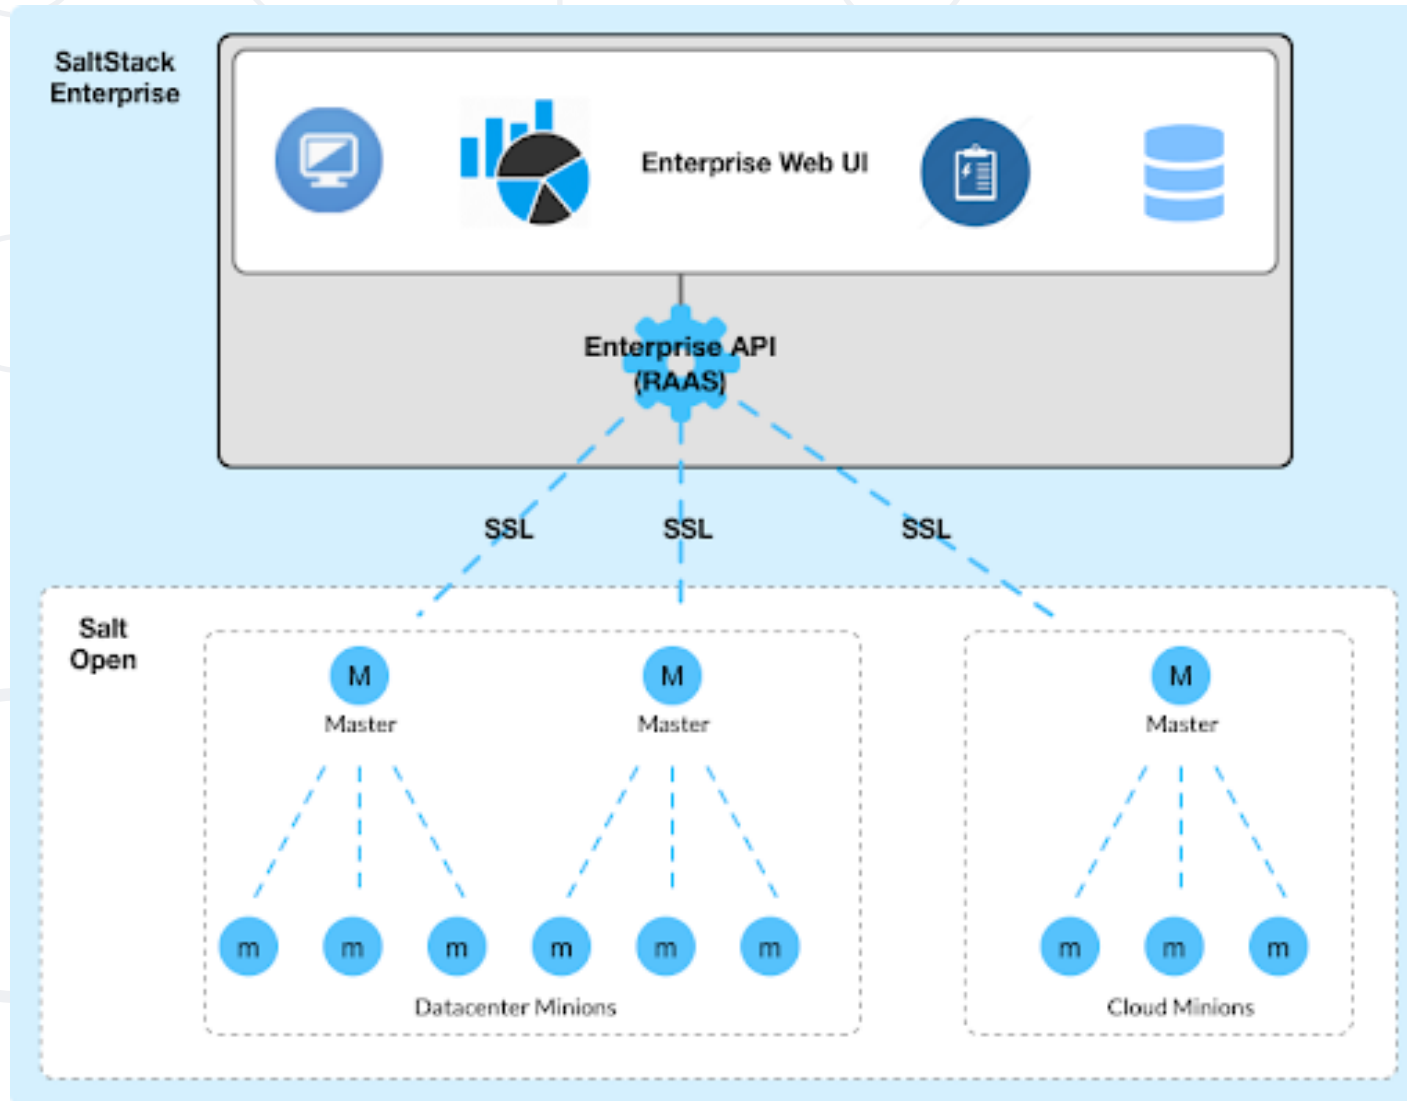 SaltStack
Enterprise
Enterprise Web UI
Enterprise API
(RAAS)
SSL
SSL
SSL
Salt
Open
M
M
M
Master
Master
Master
m
m
m
m
m
m
m
m
m
Datacenter Minions
Cloud Minions